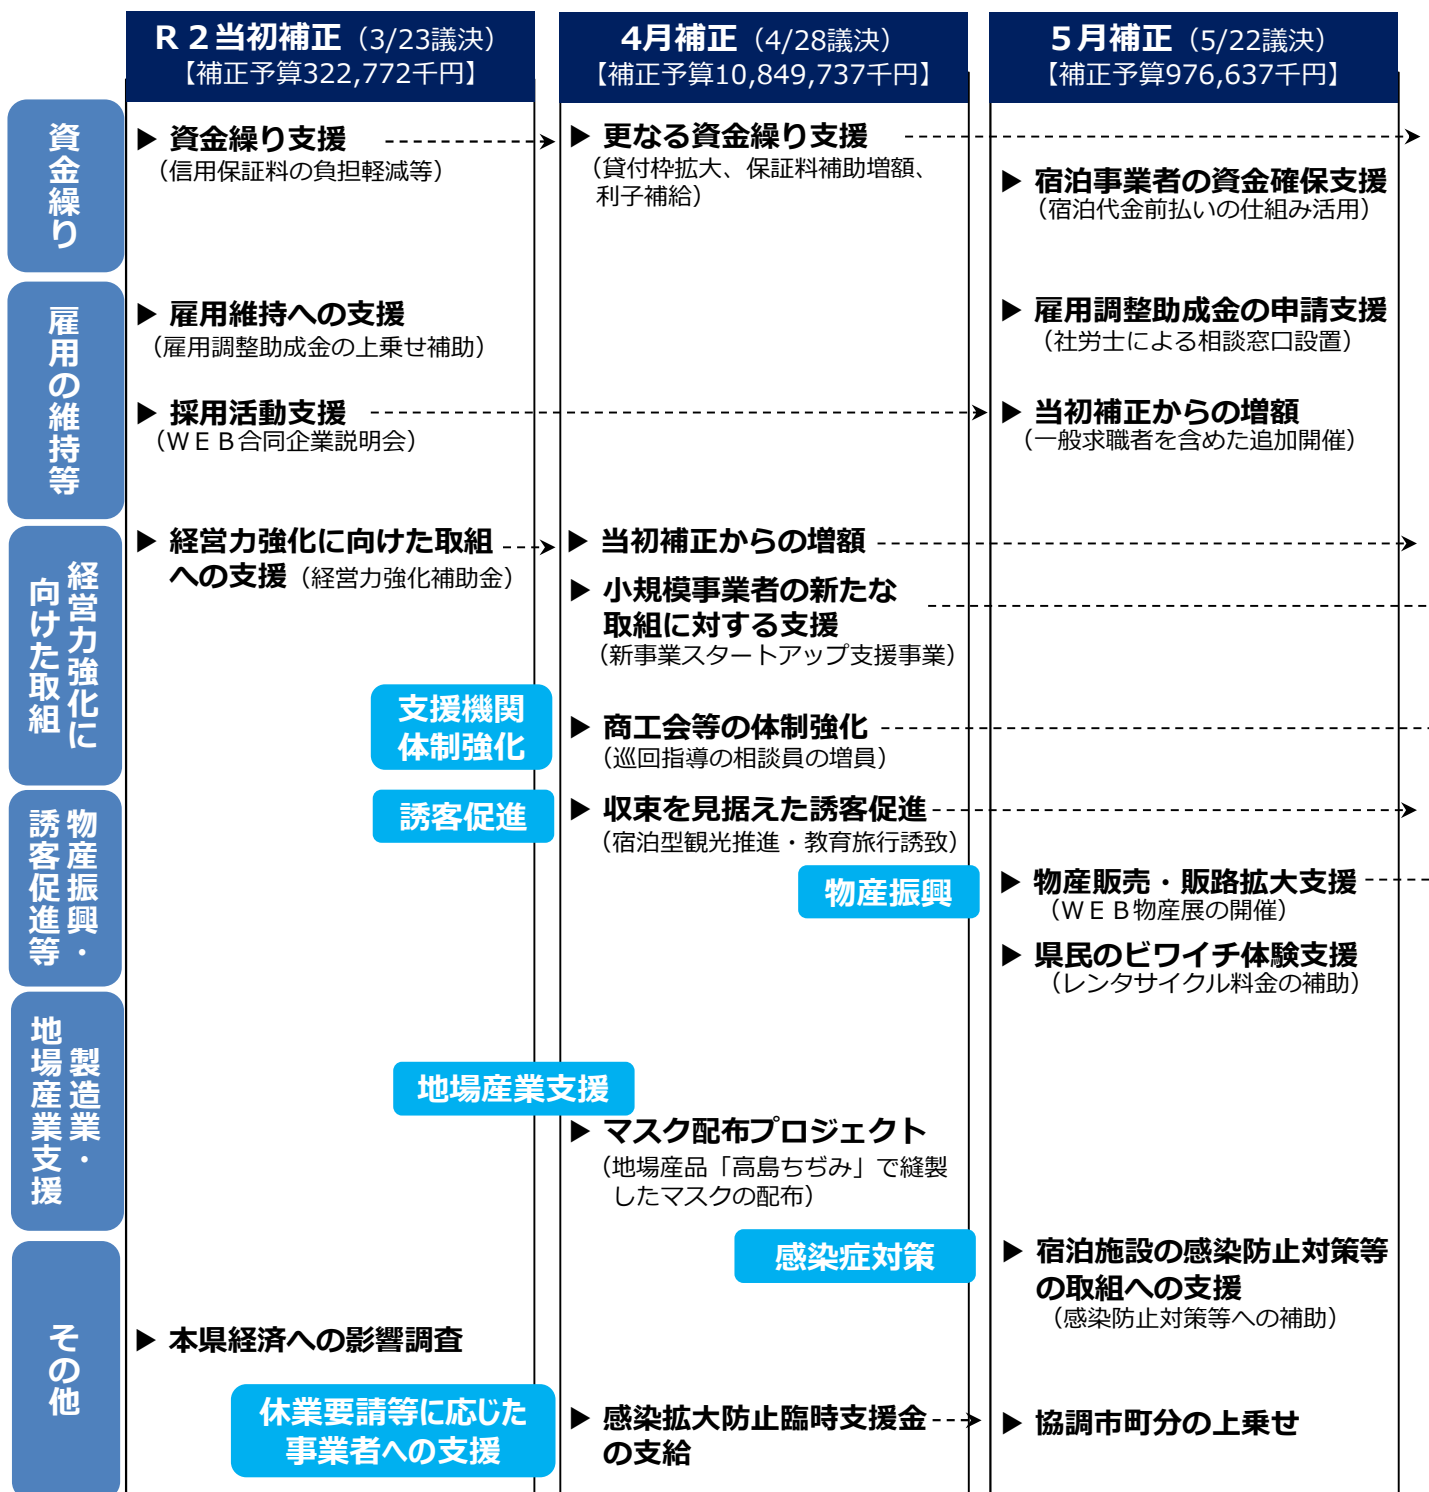 R２当初補正（3/23議決）
【補正予算322,772千円】
4月補正（4/28議決）
【補正予算10,849,737千円】
５月補正（5/22議決）
【補正予算976,637千円】
資金繰り
▶ 資金繰り支援
（信用保証料の負担軽減等）
▶ 更なる資金繰り支援
（貸付枠拡大、保証料補助増額、
利子補給）
▶ 宿泊事業者の資金確保支援
（宿泊代金前払いの仕組み活用）
雇用の維持等
▶ 雇用維持への支援
（雇用調整助成金の上乗せ補助）
▶ 雇用調整助成金の申請支援
（社労士による相談窓口設置）
▶ 採用活動支援
（ＷＥＢ合同企業説明会）
▶ 当初補正からの増額
（一般求職者を含めた追加開催）
経営力強化に
向けた取組
▶ 経営力強化に向けた取組
への支援（経営力強化補助金）
▶ 当初補正からの増額
▶ 小規模事業者の新たな
取組に対する支援
（新事業スタートアップ支援事業）
支援機関
体制強化
▶ 商工会等の体制強化
（巡回指導の相談員の増員）
物産振興・
誘客促進等
誘客促進
▶ 収束を見据えた誘客促進
（宿泊型観光推進・教育旅行誘致）
物産振興
▶ 物産販売・販路拡大支援
（ＷＥＢ物産展の開催）
▶ 県民のビワイチ体験支援
（レンタサイクル料金の補助）
製造業・
地場産業支援
地場産業支援
▶ マスク配布プロジェクト
（地場産品「高島ちぢみ」で縫製
したマスクの配布）
その他
感染症対策
▶ 宿泊施設の感染防止対策等
の取組への支援
（感染防止対策等への補助）
▶ 本県経済への影響調査
休業要請等に応じた
事業者への支援
▶ 感染拡大防止臨時支援金
の支給
▶ 協調市町分の上乗せ